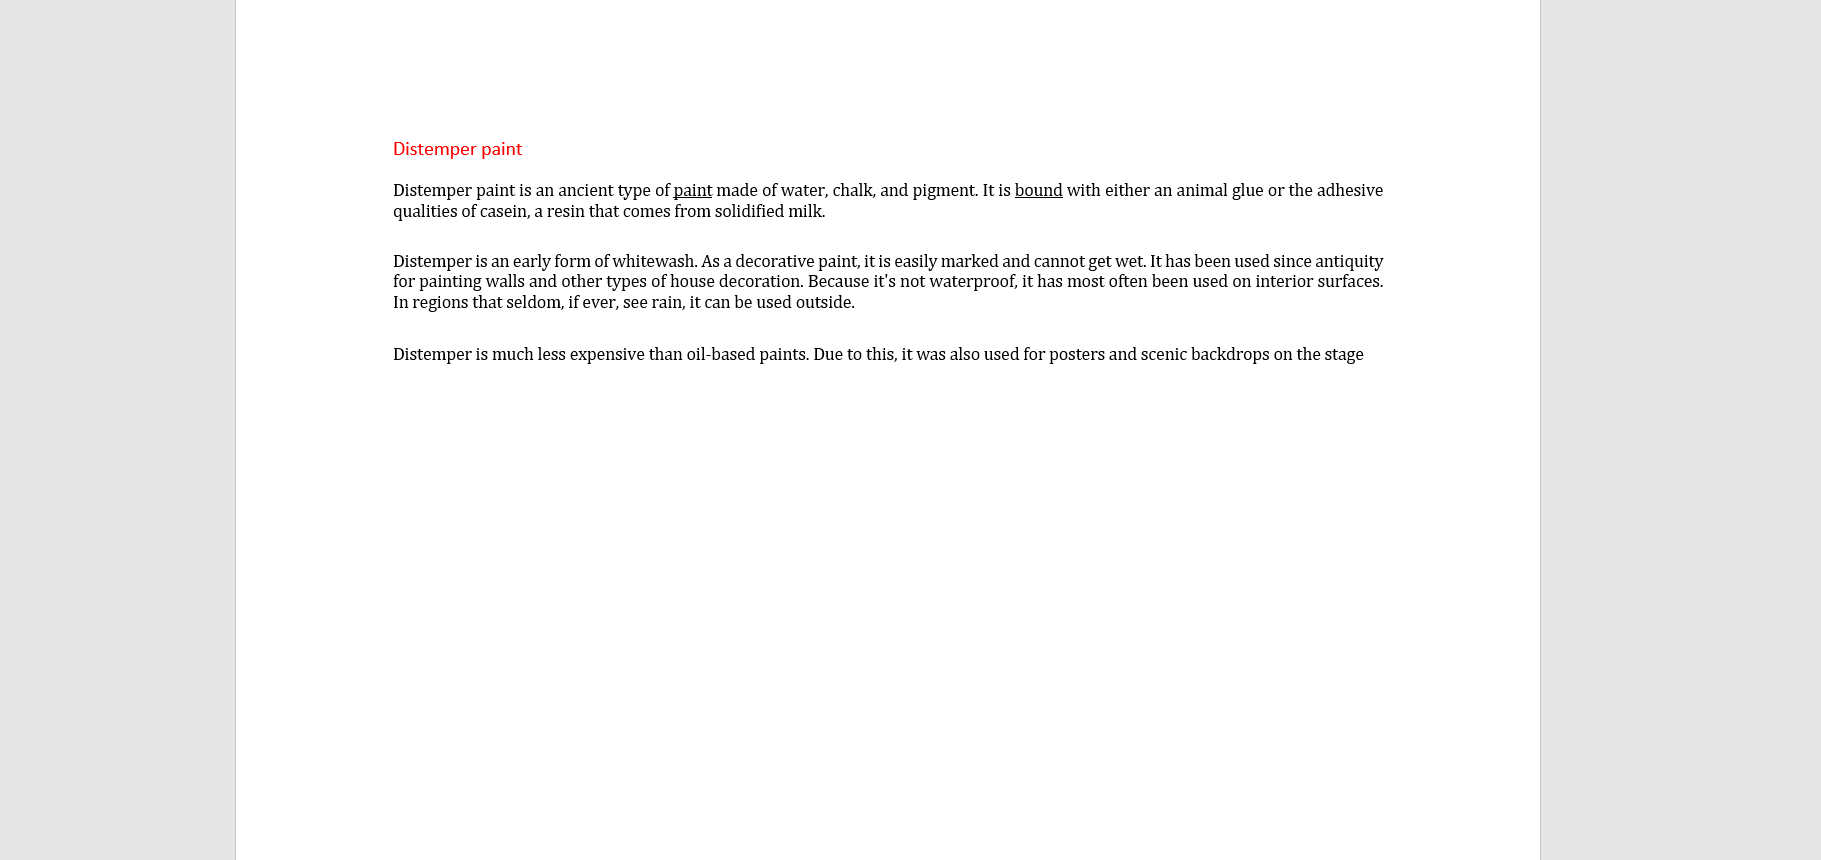 Distemper paint
Distemper paint is an ancient type of paint made of water, chalk, and pigment. It is bound with either an animal glue or the adhesive
qualities of casein, a resin that comes from solidified milk.
Distemper is an early form of whitewash. As a decorative paint, it is easily marked and cannot get wet. It has been used since antiquity
for painting walls and other types of house decoration. Because it's not waterproof, it has most often been used on interior surfaces.
In regions that seldom, if ever, see rain, it can be used outside.
Distemper is much less expensive than oil-based paints. Due to this, it was also used for posters and scenic backdrops on the stage